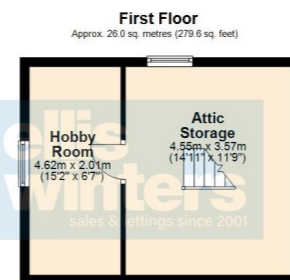 First Floor
Approx. 26.0 sq. metres (279.6 sq. feet)
Attic
Storage
4.55m x 3.57m
(14'11" x 11'9")
Hobby
Room
4.62m x 2.01m
(15'2" x 6'7")
ellis
winters
sales & lettings since 2001